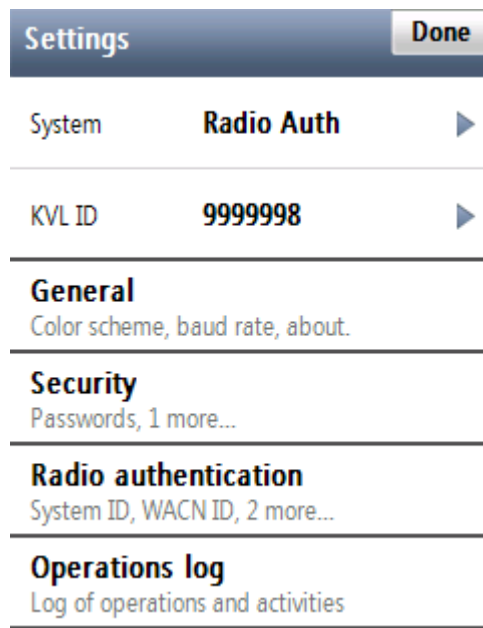 Settings Done
System Radio Auth
KVL ID 9999998
General
Color scheme, baud rate, about.
Security
Passwords, 1 more...
Radio authentication
System ID, WACN ID, 2 more...
Operations log
Log of operations and activities